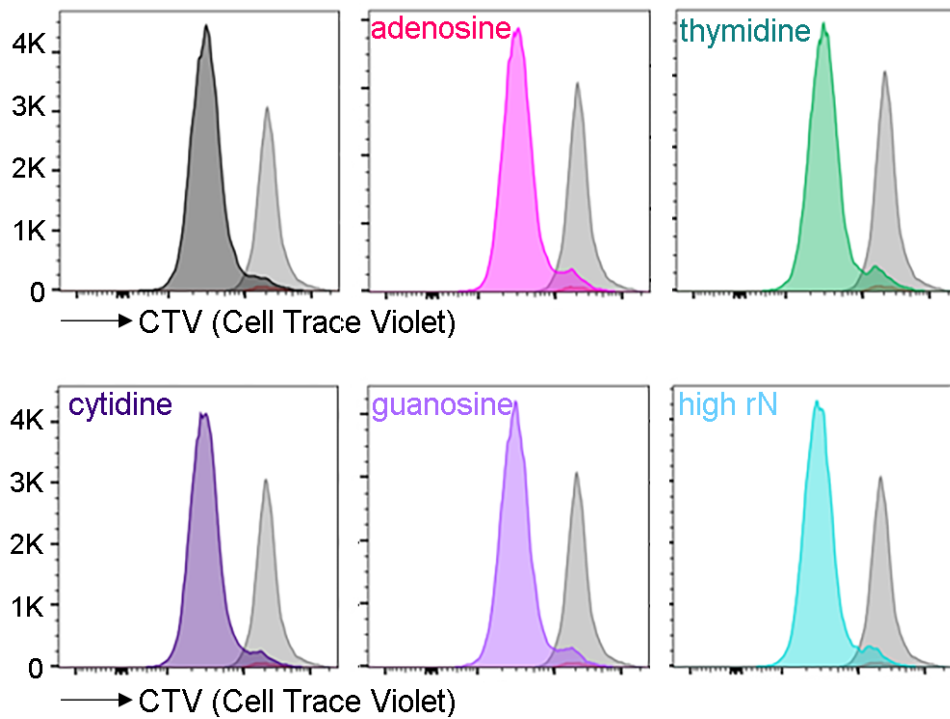 adenosine
thymidine
4K
3K
2K
1K
0
CTV (Cell Trace Violet)
cytidine
guanosine
high rN
4K
3K
2K
1K
0
CTV (Cell Trace Violet)